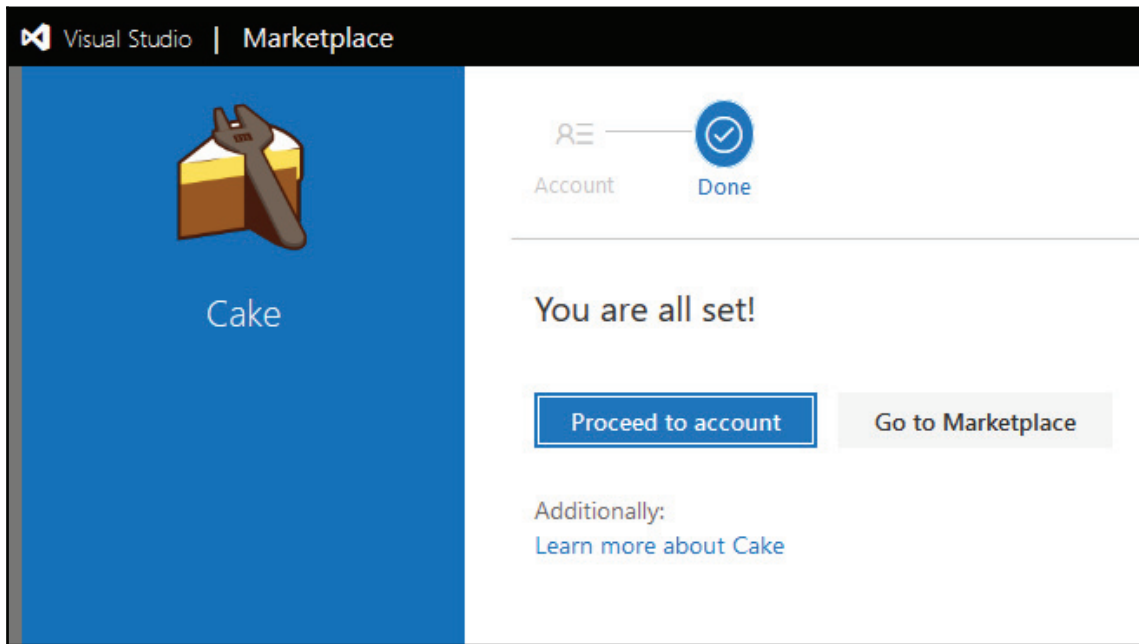 Visual Studio | Marketplace
Cake
Account
Done
You are all set!
Proceed to account
Go to Marketplace
Additionally:
Learn more about Cake